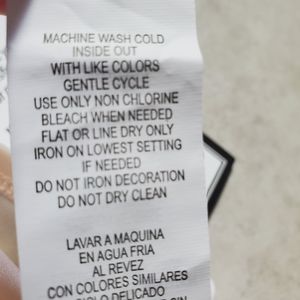 MACHINE WASH COLD
INSIDE OUT
WITH LIKE COLORS
GENTLE CYCLE
USE ONLY NON CHLORINE
BLEACH WHEN NEEDED
FLAT OR LINE DRY ONLY
IRON ON LOWEST SETTING
IF NEEDED
DO NOT IRON DECORATION
DO NOT DRY CLEAN
LAVAR A MAQUINA
EN AGUA FRIA
AL REVEZ
CON COLORES SIMILARES
CICLO DELICADO